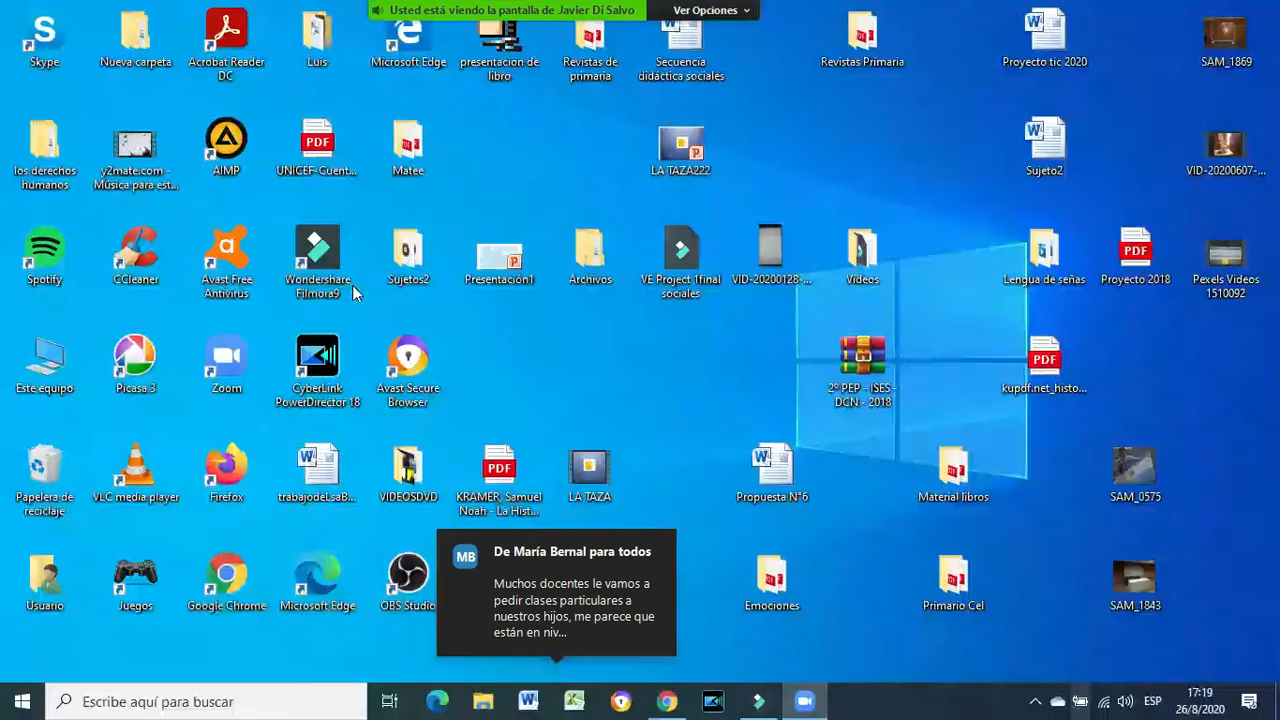 Usted está viendo la pantalla de Javier Di Salvo
Ver Opciones
Skype
Nueva carpeta
Acrobat Reader
DC
Luis
Microsoft Edge
presentacion de
libro
Revistas de
primaria
Secuencia
didáctica sociales
Revistas Primaria
Proyecto tic 2020
SAM_1869
los derechos
humanos
y2mate.com -
Música para est...
AIMP
PDF
UNICEF-Cuent...
Matee
LA TAZA222
Sujeto2
VID-20200607-...
Spotify
CCleaner
Avast Free
Antivirus
Wondershare
Filmora9
Sujetos2
Presentación1
Archivos
VE Project 1final
sociales
VID-20200128-...
Videos
Lengua de señas
PDF
Proyecto 2018
Pexels Videos
1510092
Este equipo
Picasa 3
Zoom
CyberLink
PowerDirector 18
Avast Secure
Browser
2º PEP - ISES -
DCN - 2018
PDF
kupdf.net_histo...
Papelera de
reciclaje
VLC media player
Firefox
trabajodeLsaB...
VIDEOSDVD
PDF
KRAMER, Samuel
Noah - La Hist...
LA TAZA
Propuesta N°6
Material libros
SAM_0575
Usuario
Juegos
Google Chrome
Microsoft Edge
OBS Studio
MB
De María Bernal para todos
Muchos docentes le vamos a
pedir clases particulares a
nuestros hijos, me parece que
están en niv...
Emociones
Primario Cel
SAM_1843
Escribe aquí para buscar
ESP
17:19
26/8/2020